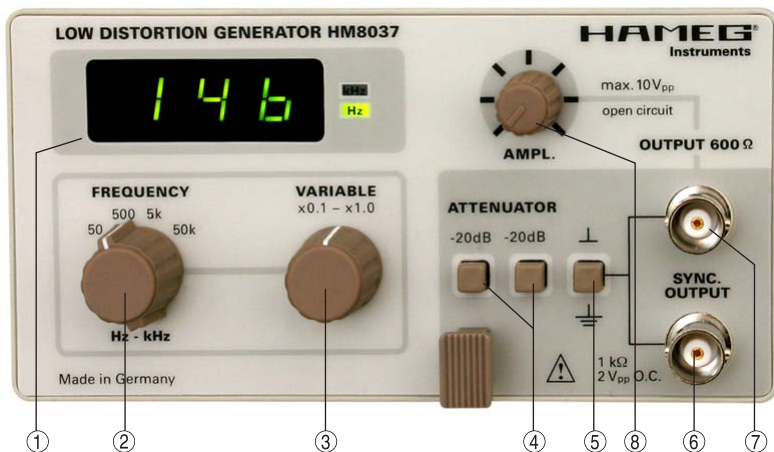 LOW DISTORTION GENERATOR HM8037
HAMEG®
Instruments
146
kHz
Hz
max. 10Vpp
open circuit
AMPL.
OUTPUT 600 Ω
FREQUENCY
50 500 5k 50k
Hz - kHz
VARIABLE
x0.1 – x1.0
ATTENUATOR
-20dB -20dB
SYNC.
OUTPUT
1 kΩ
2 Vpp O.C.
Made in Germany
① ② ③ ④ ⑤ ⑧ ⑥ ⑦